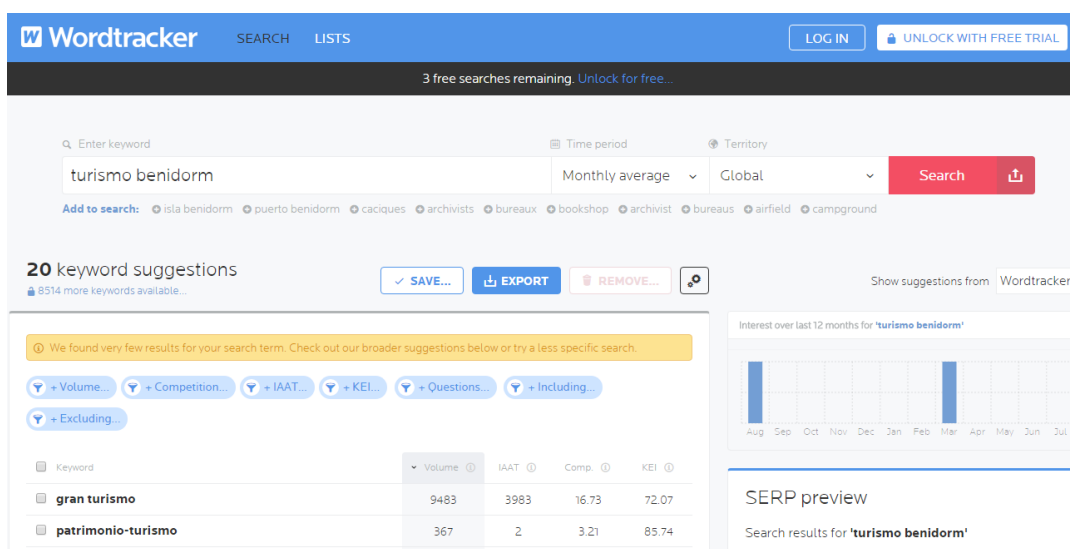 W Wordtracker SEARCH LISTS LOG IN UNLOCK WITH FREE TRIAL
3 free searches remaining. Unlock for free...
Enter keyword Time period Territory
turismo benidorm Monthly average Global Search
Add to search: isla benidorm puerto benidorm caciques archivists bureaux bookshop archivist bureaus airfield campground
20 keyword suggestions
8514 more keywords available...
SAVE... EXPORT REMOVE...
Show suggestions from Wordtracker
We found very few results for your search term. Check out our broader suggestions below or try a less specific search.
+ Volume... + Competition... + IAAT... + KEI... + Questions... + Including...
+ Excluding...
Keyword Volume IAAT Comp. KEI
gran turismo 9483 3983 16.73 72.07
patrimonio-turismo 367 2 3.21 85.74
Interest over last 12 months for 'turismo benidorm'
Aug Sep Oct Nov Dec Jan Feb Mar Apr May Jun Jul
SERP preview
Search results for 'turismo benidorm'